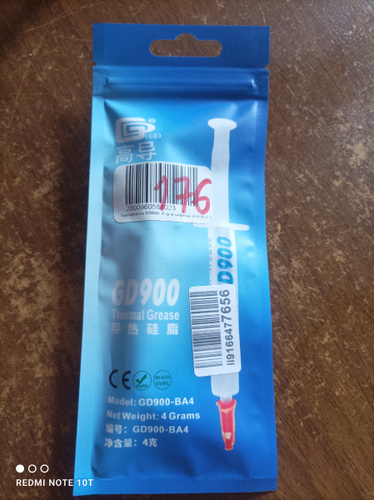 GD
高导
176
GD900
GD900
Thermal Grease
导热硅脂
II9166477656
CE
Model: GD900-BA4
Net Weight: 4 Grams
编号: GD900-BA4
净含量: 4克
REDMI NOTE 10T